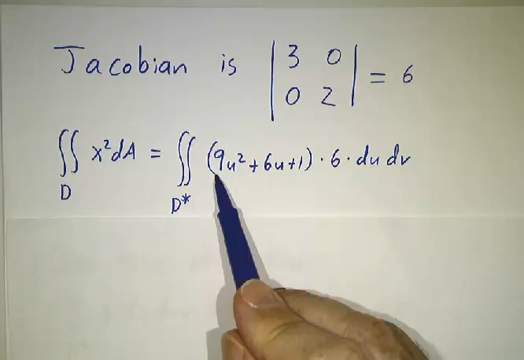 Jacobian is |3 0| = 6
|0 2|
∬ x²dA = ∬ (9u²+6u+1) · 6 · du dv
D D*